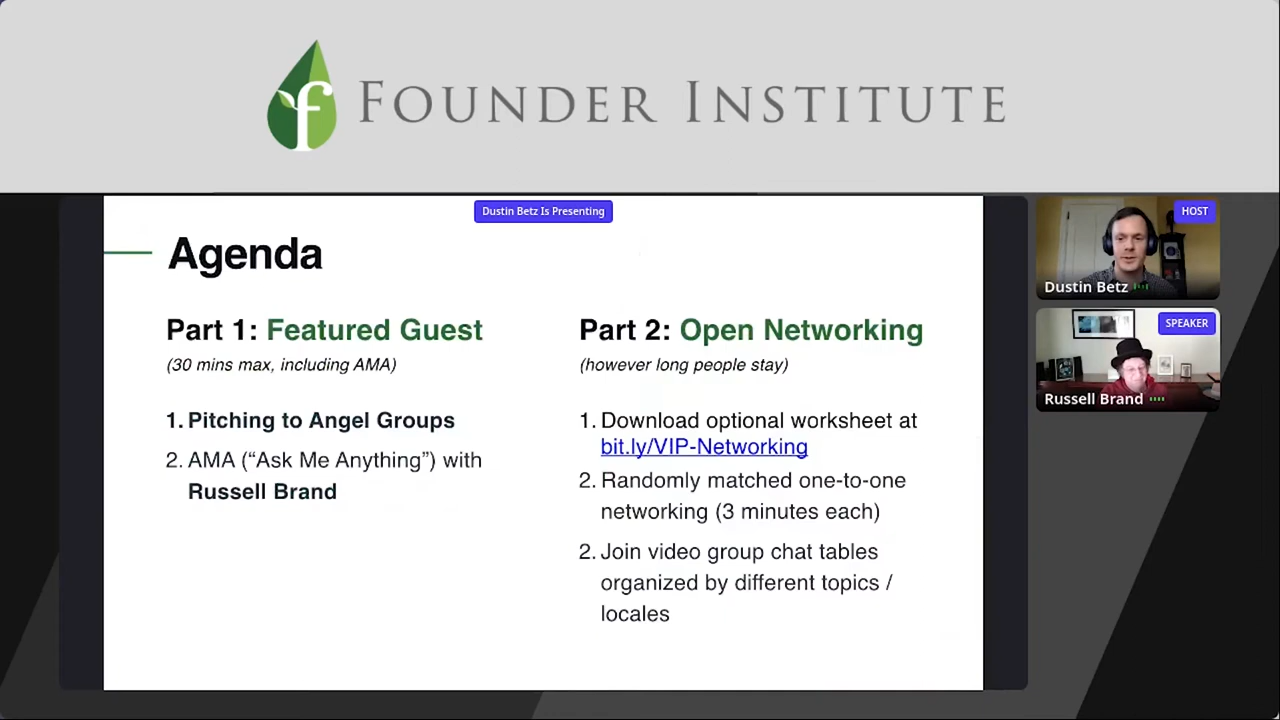 FOUNDER INSTITUTE
Dustin Betz Is Presenting
Agenda
Part 1: Featured Guest
(30 mins max, including AMA)
1. Pitching to Angel Groups
2. AMA (“Ask Me Anything”) with
Russell Brand
Part 2: Open Networking
(however long people stay)
1. Download optional worksheet at
bit.ly/VIP-Networking
2. Randomly matched one-to-one
networking (3 minutes each)
2. Join video group chat tables
organized by different topics /
locales
HOST
Dustin Betz
SPEAKER
Russell Brand